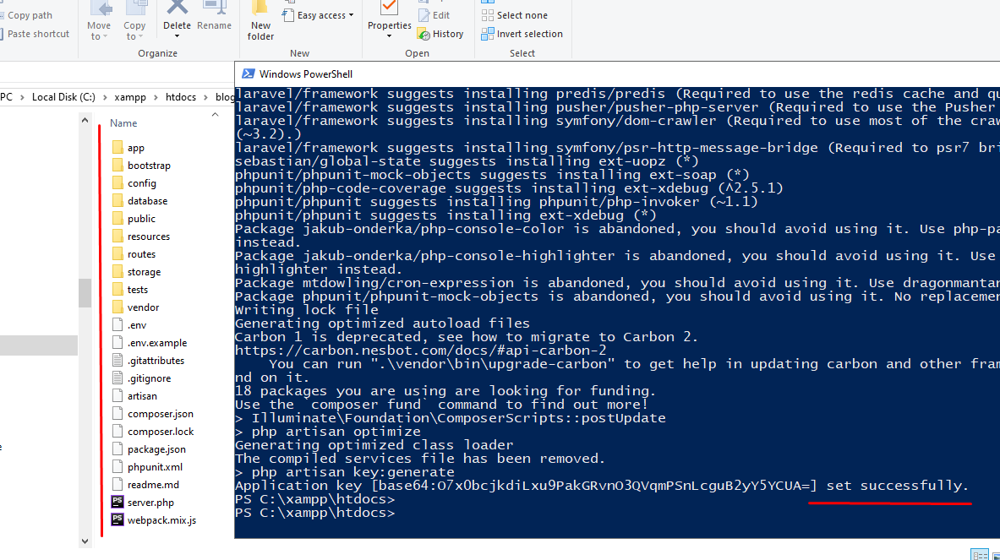 Copy path
Paste shortcut
Move to
Copy to
Delete
Rename
Organize
New folder
Easy access
New
Properties
Edit
History
Open
Select none
Invert selection
Select
PC > Local Disk (C:) > xampp > htdocs > blog
Name
app
bootstrap
config
database
public
resources
routes
storage
tests
vendor
.env
.env.example
.gitattributes
.gitignore
artisan
composer.json
composer.lock
package.json
phpunit.xml
readme.md
server.php
webpack.mix.js
Windows PowerShell
laravel/framework suggests installing predis/predis (Required to use the redis cache and qu
laravel/framework suggests installing pusher/pusher-php-server (Required to use the Pusher
laravel/framework suggests installing symfony/dom-crawler (Required to use most of the craw
(~3.2).)
laravel/framework suggests installing symfony/psr-http-message-bridge (Required to psr7 bri
sebastian/global-state suggests installing ext-uopz (*)
phpunit/phpunit-mock-objects suggests installing ext-soap (*)
phpunit/php-code-coverage suggests installing ext-xdebug (^2.5.1)
phpunit/phpunit suggests installing phpunit/php-invoker (~1.1)
phpunit/phpunit suggests installing ext-xdebug (*)
Package jakub-onderka/php-console-color is abandoned, you should avoid using it. Use php-pa
instead.
Package jakub-onderka/php-console-highlighter is abandoned, you should avoid using it. Use
highlighter instead.
Package mtdowling/cron-expression is abandoned, you should avoid using it. Use dragonmantan
Package phpunit/phpunit-mock-objects is abandoned, you should avoid using it. No replacemen
Writing lock file
Generating optimized autoload files
Carbon 1 is deprecated, see how to migrate to Carbon 2.
https://carbon.nesbot.com/docs/#api-carbon-2
You can run ".\vendor\bin\upgrade-carbon" to get help in updating carbon and other fram
nd on it.
18 packages you are using are looking for funding.
Use the `composer fund` command to find out more!
> Illuminate\Foundation\ComposerScripts::postUpdate
> php artisan optimize
Generating optimized class loader
The compiled services file has been removed.
> php artisan key:generate
Application key [base64:O7x0bcjkdiLxu9PakGRvnO3QVqmPSnLcguB2yY5YCUA=] set successfully.
PS C:\xampp\htdocs>
PS C:\xampp\htdocs>